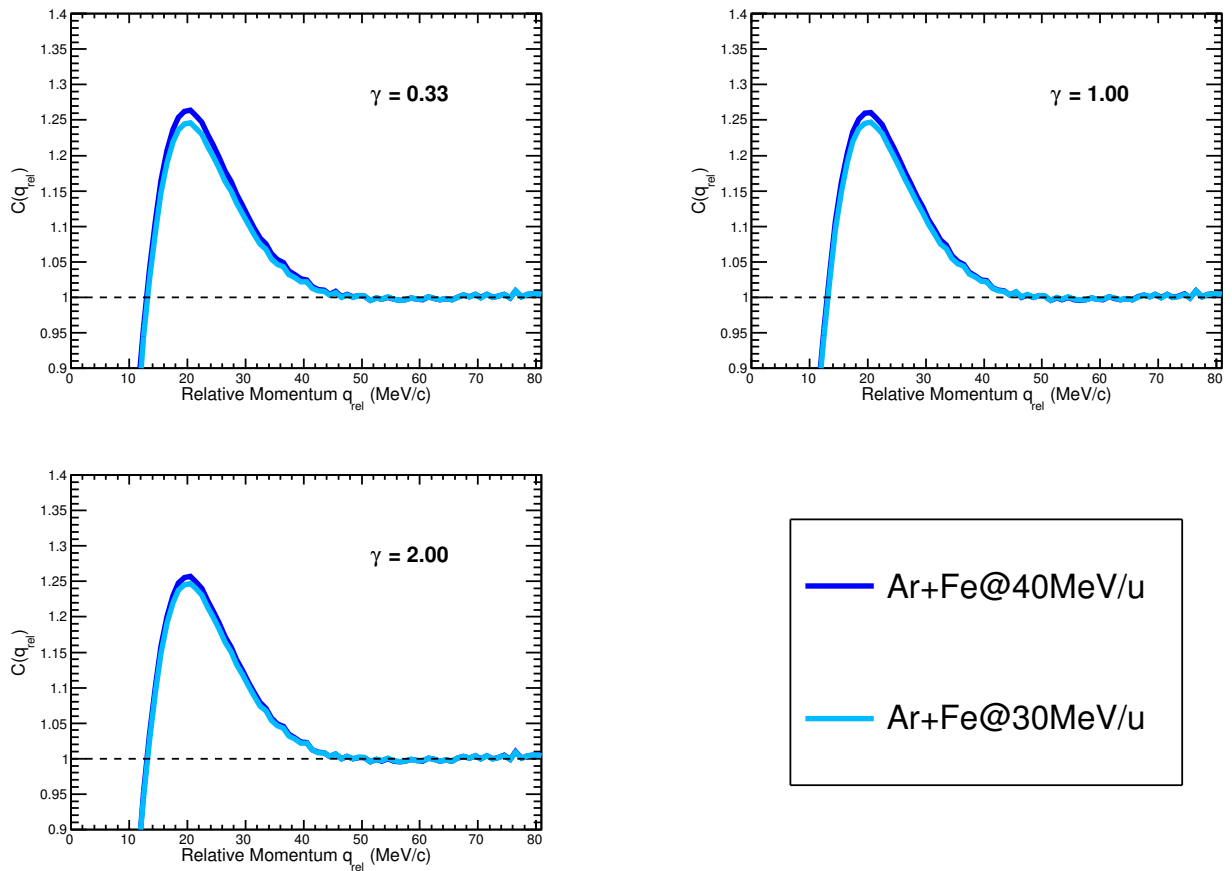 1.4
1.35
1.3
1.25
1.2
1.15
1.1
1.05
1
0.95
0.9
C(q_rel)
γ = 0.33
0 10 20 30 40 50 60 70 80
Relative Momentum q_rel (MeV/c)
1.4
1.35
1.3
1.25
1.2
1.15
1.1
1.05
1
0.95
0.9
C(q_rel)
γ = 1.00
0 10 20 30 40 50 60 70 80
Relative Momentum q_rel (MeV/c)
1.4
1.35
1.3
1.25
1.2
1.15
1.1
1.05
1
0.95
0.9
C(q_rel)
γ = 2.00
0 10 20 30 40 50 60 70 80
Relative Momentum q_rel (MeV/c)
Ar+Fe@40MeV/u
Ar+Fe@30MeV/u